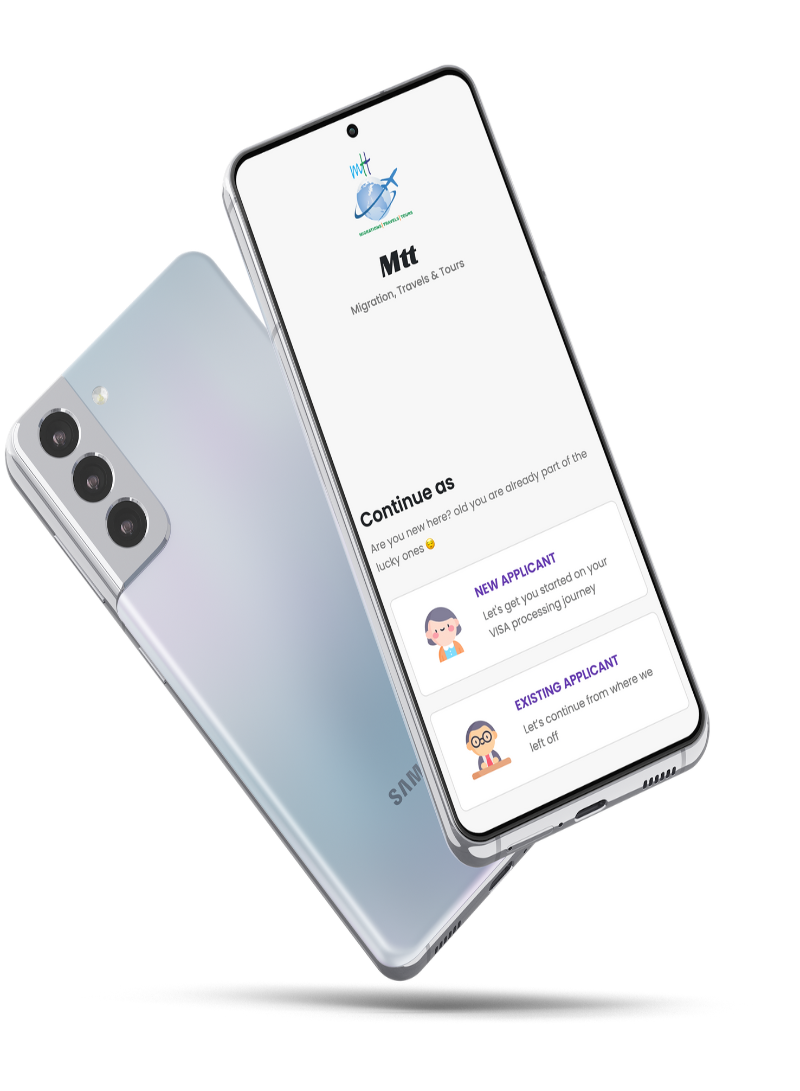 mtt
MIGRATIONS|TRAVELS|TOURS
Mtt
Migration, Travels & Tours
Continue as
Are you new here? old you are already part of the
lucky ones 😉
NEW APPLICANT
Let's get you started on your
VISA processing journey
EXISTING APPLICANT
Let's continue from where we
left off
SAM